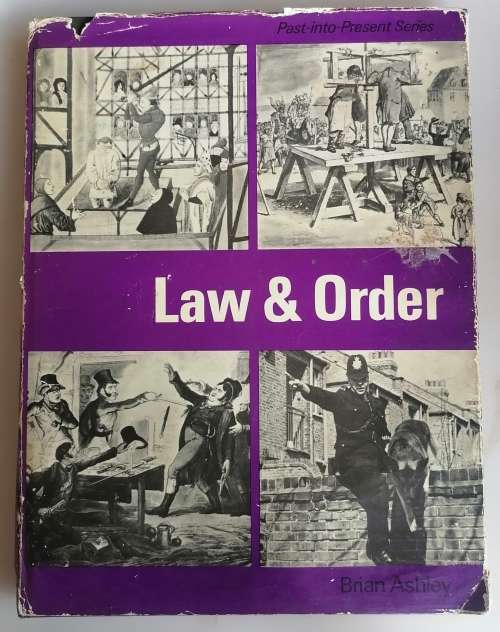 Past-into-Present Series
Law & Order
Brian Ashley